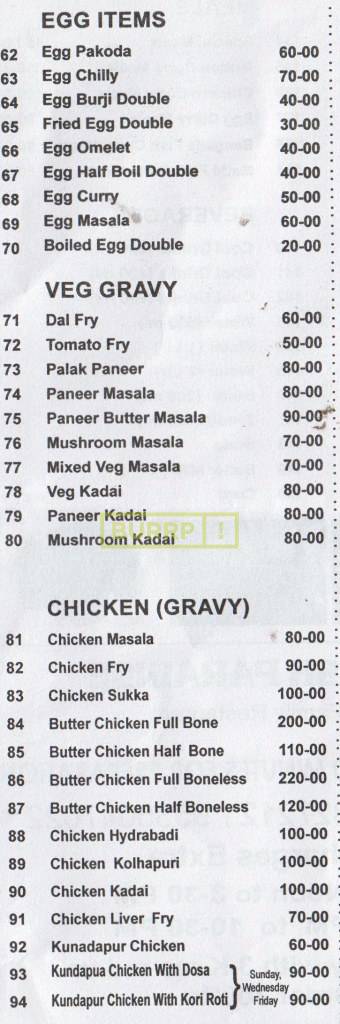 EGG ITEMS
62 Egg Pakoda 60-00
63 Egg Chilly 70-00
64 Egg Burji Double 40-00
65 Fried Egg Double 30-00
66 Egg Omelet 40-00
67 Egg Half Boil Double 40-00
68 Egg Curry 50-00
69 Egg Masala 60-00
70 Boiled Egg Double 20-00
VEG GRAVY
71 Dal Fry 60-00
72 Tomato Fry 50-00
73 Palak Paneer 80-00
74 Paneer Masala 80-00
75 Paneer Butter Masala 90-00
76 Mushroom Masala 70-00
77 Mixed Veg Masala 70-00
78 Veg Kadai 80-00
79 Paneer Kadai 80-00
BURRP !
80 Mushroom Kadai 80-00
CHICKEN (GRAVY)
81 Chicken Masala 80-00
82 Chicken Fry 90-00
83 Chicken Sukka 100-00
84 Butter Chicken Full Bone 200-00
85 Butter Chicken Half Bone 110-00
86 Butter Chicken Full Boneless 220-00
87 Butter Chicken Half Boneless 120-00
88 Chicken Hydrabadi 100-00
89 Chicken Kolhapuri 100-00
90 Chicken Kadai 100-00
91 Chicken Liver Fry 70-00
92 Kunadapur Chicken 60-00
93 Kundapua Chicken With Dosa Sunday, 90-00
Wednesday
94 Kundapur Chicken With Kori Roti Friday 90-00